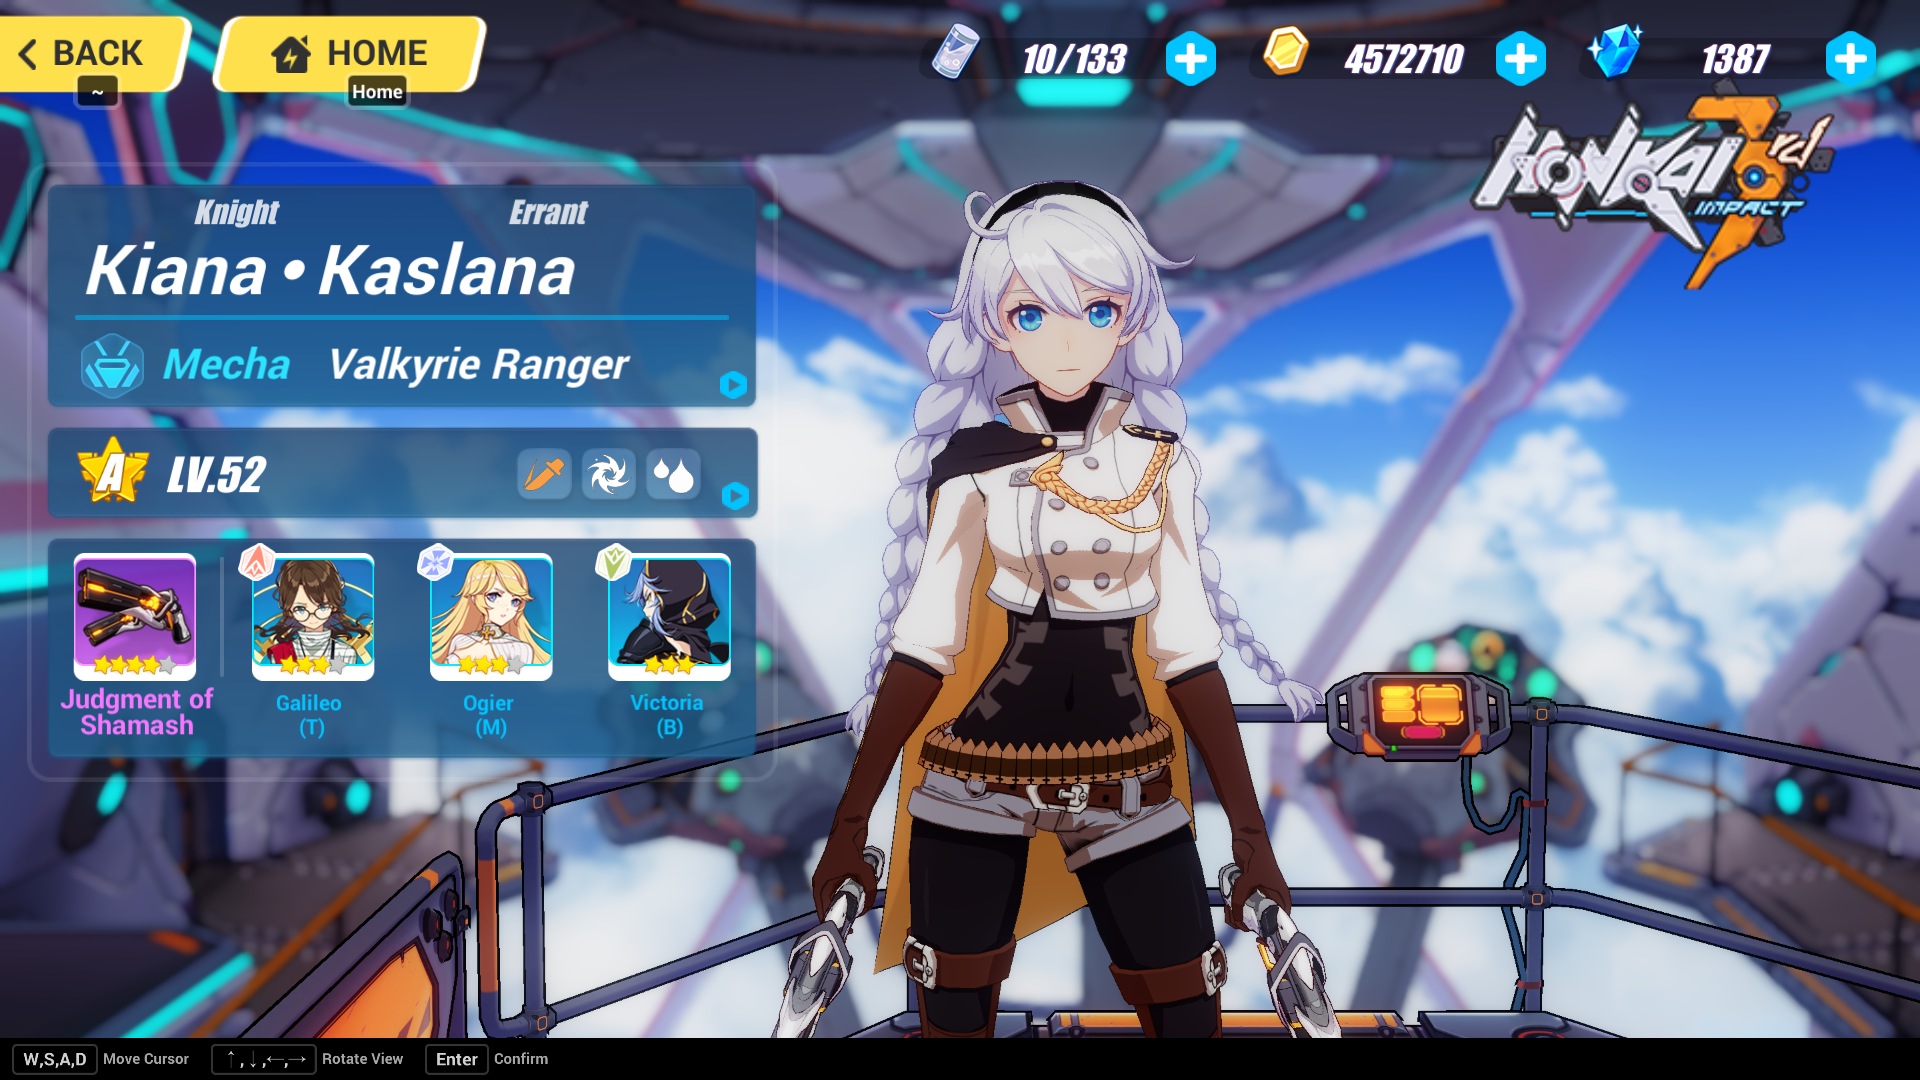 BACK
~
HOME
Home
10/133
4572710
1387
HONKAI 3rd
IMPACT
Knight Errant
Kiana • Kaslana
Mecha Valkyrie Ranger
A LV.52
Judgment of
Shamash
Galileo
(T)
Ogier
(M)
Victoria
(B)
W,S,A,D Move Cursor ↑,↓,←,→ Rotate View Enter Confirm